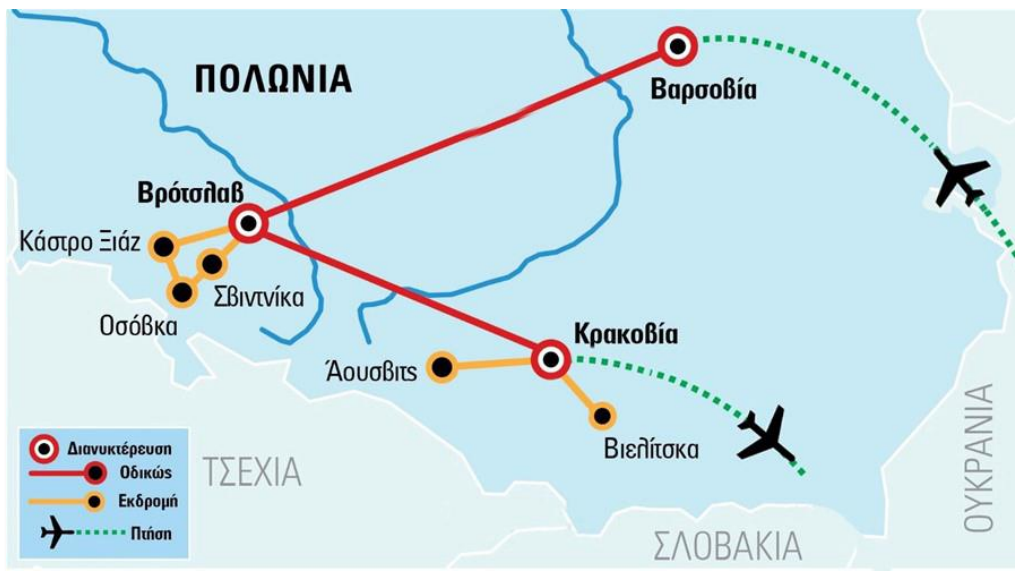 ΠΟΛΩΝΙΑ
Βαρσοβία
Βρότσλαβ
Κάστρο Ξιάζ
Σβιντνίκα
Οσόβκα
Κρακοβία
Άουσβιτς
Βιελίτσκα
ΤΣΕΧΙΑ
ΣΛΟΒΑΚΙΑ
ΟΥΚΡΑΝΙΑ
Διανυκτέρευση
Οδικώς
Εκδρομή
Πτήση